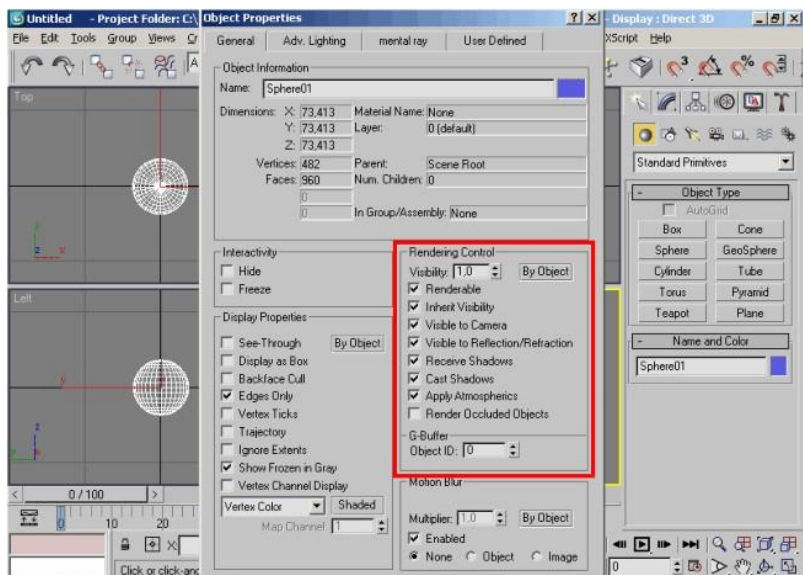 Untitled - Project Folder: C:\
Object Properties
- Display : Direct 3D
File Edit Tools Group Views Cr
XScript Help
General Adv. Lighting mental ray User Defined
Object Information
Name: Sphere01
Dimensions: X: 73,413 Material Name: None
Y: 73,413 Layer: 0 (default)
Z: 73,413
Vertices: 482 Parent: Scene Root
Faces: 960 Num. Children: 0
0
0 In Group/Assembly: None
Interactivity
Hide
Freeze
Display Properties
See-Through By Object
Display as Box
Backface Cull
Edges Only
Vertex Ticks
Trajectory
Ignore Extents
Show Frozen in Gray
Vertex Channel Display
Vertex Color Shaded
Map Channel: 1
Rendering Control
Visibility: 1,0 By Object
Renderable
Inherit Visibility
Visible to Camera
Visible to Reflection/Refraction
Receive Shadows
Cast Shadows
Apply Atmospherics
Render Occluded Objects
G-Buffer
Object ID: 0
Motion Blur
Multiplier: 1,0 By Object
Enabled
None Object Image
Top
z x
Left
y
z
0 / 100
0 10 20
X
Click or click-and
Standard Primitives
- Object Type
AutoGrid
Box Cone
Sphere GeoSphere
Cylinder Tube
Torus Pyramid
Teapot Plane
- Name and Color
Sphere01
0